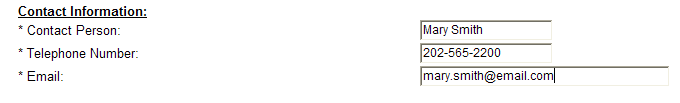 Contact Information:
* Contact Person: Mary Smith
* Telephone Number: 202-565-2200
* Email: mary.smith@email.com